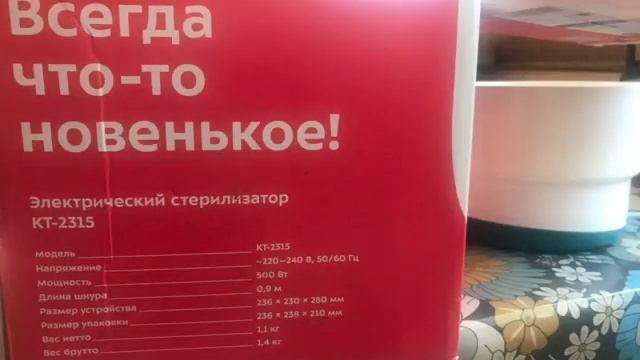 Всегда
что-то
новенькое!
Электрический стерилизатор
КТ-2315
Модель КТ-2315
Напряжение ~220–240 В, 50/60 Гц
Мощность 500 Вт
Длина шнура 0,9 м
Размер устройства 236 × 230 × 280 мм
Размер упаковки 236 × 238 × 210 мм
Вес нетто 1,1 кг
Вес брутто 1,4 кг